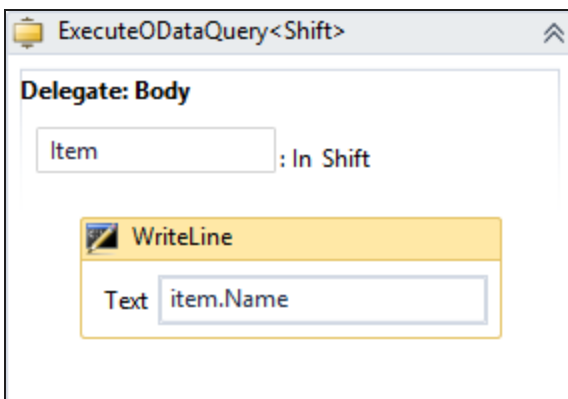 ExecuteODataQuery<Shift>
Delegate: Body
Item : In Shift
WriteLine
Text item.Name